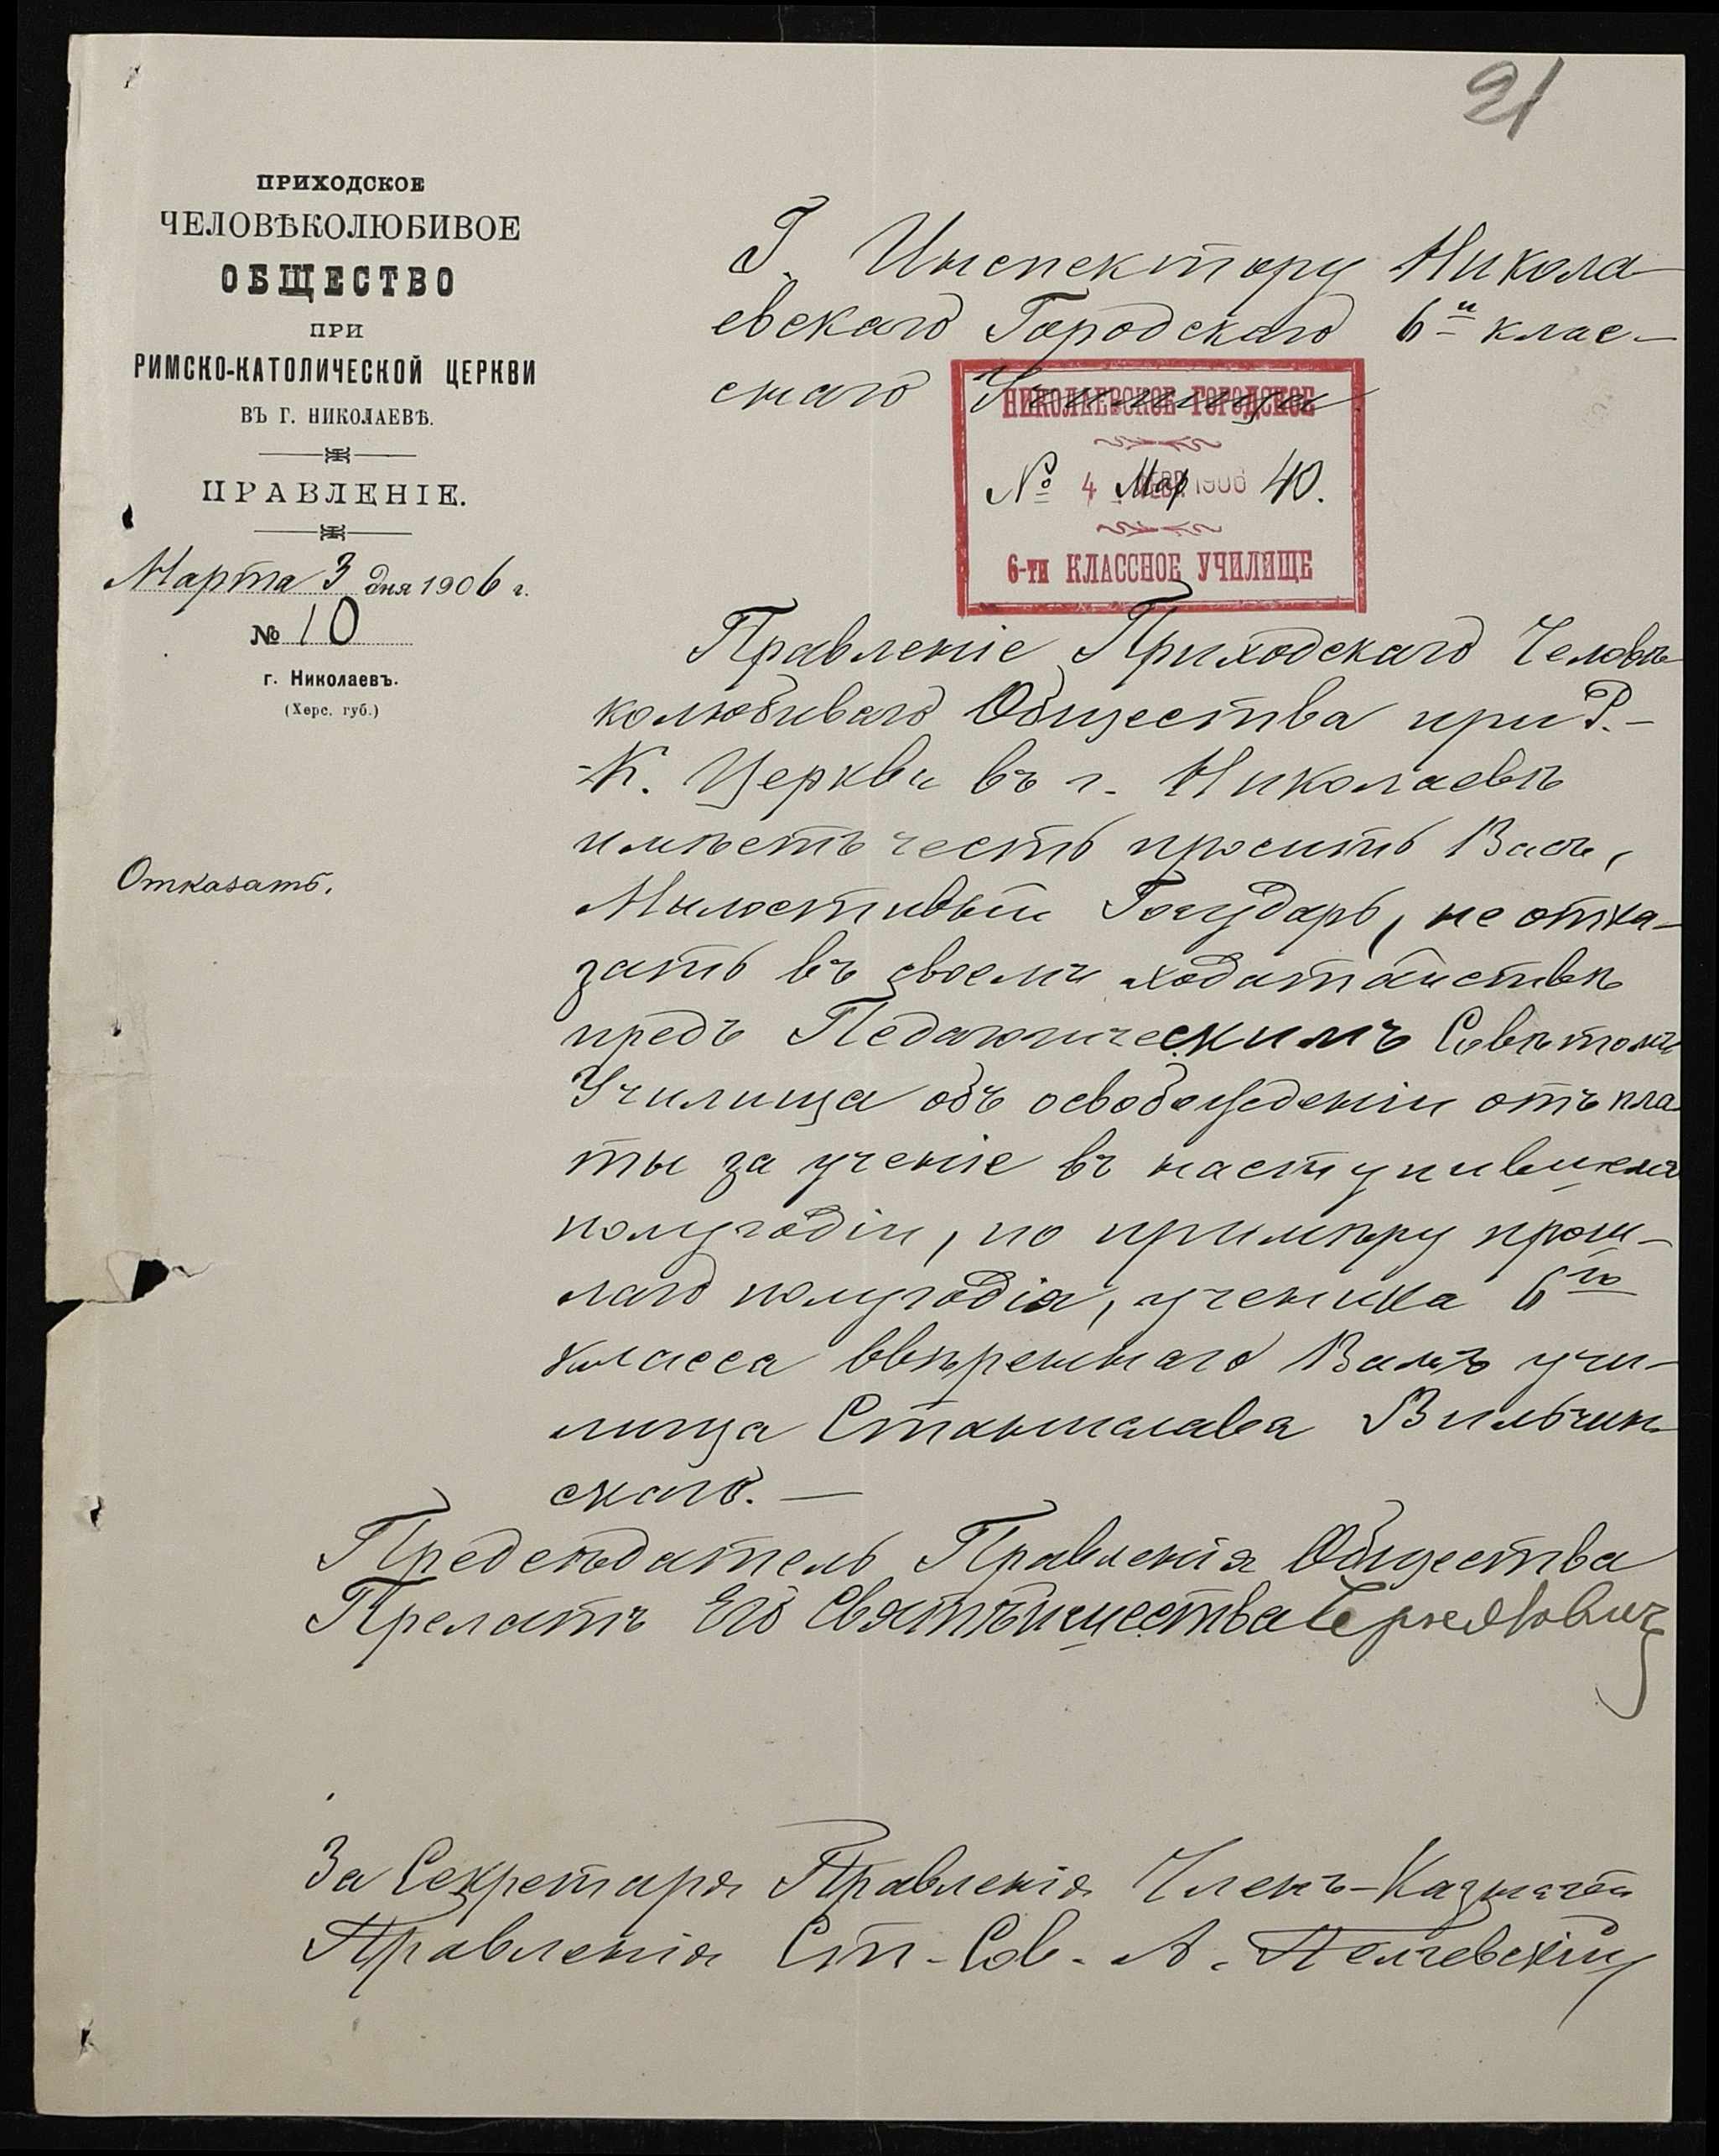 21
ПРИХОДСКОЕ
ЧЕЛОВѢКОЛЮБИВОЕ
ОБЩЕСТВО
ПРИ
РИМСКО-КАТОЛИЧЕСКОЙ ЦЕРКВИ
ВЪ Г. НИКОЛАЕВѢ.
ПРАВЛЕНІЕ.
Марта 3 дня 1906 г.
№ 10
г. Николаевъ.
(Херс. губ.)
Отказать.
Г. Инспектору Никола-
евскаго Городскаго 6и клас-
снаго Училища
НИКОЛАЕВСКОЕ ГОРОДСКОЕ
№ 4 Мар 1906 40.
6-ти КЛАССНОЕ УЧИЛИЩЕ
Правленіе Приходскаго Человѣ-
колюбиваго Общества при Р.-
-К. Церкви въ г. Николаевѣ
имѣетъ честь просить Васъ,
Милостивый Государь, не отка-
зать въ своемъ ходатайствѣ
предъ Педагогическимъ Совѣтомъ
Училища объ освобожденіи отъ пла-
ты за ученіе въ наступившемъ
полугодіи, по примѣру прош-
лаго полугодія, ученика 6го
класса ввѣреннаго Вамъ учи-
лища Станислава Вильчин-
скаго. —
Предсѣдатель Правленія Общества
Прелатъ Его Святѣйшества
За Секретаря Правленія Членъ-Казначей
Правленія Ст.-Сов. А.